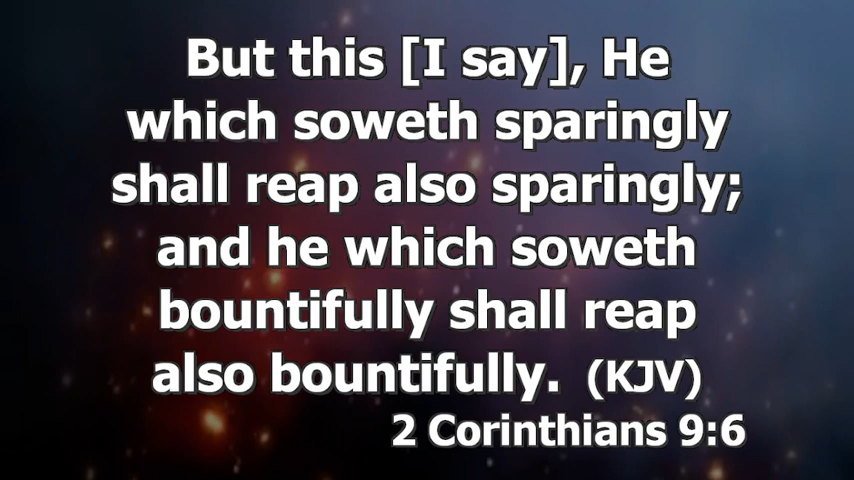 But this [I say], He
which soweth sparingly
shall reap also sparingly;
and he which soweth
bountifully shall reap
also bountifully. (KJV)
2 Corinthians 9:6